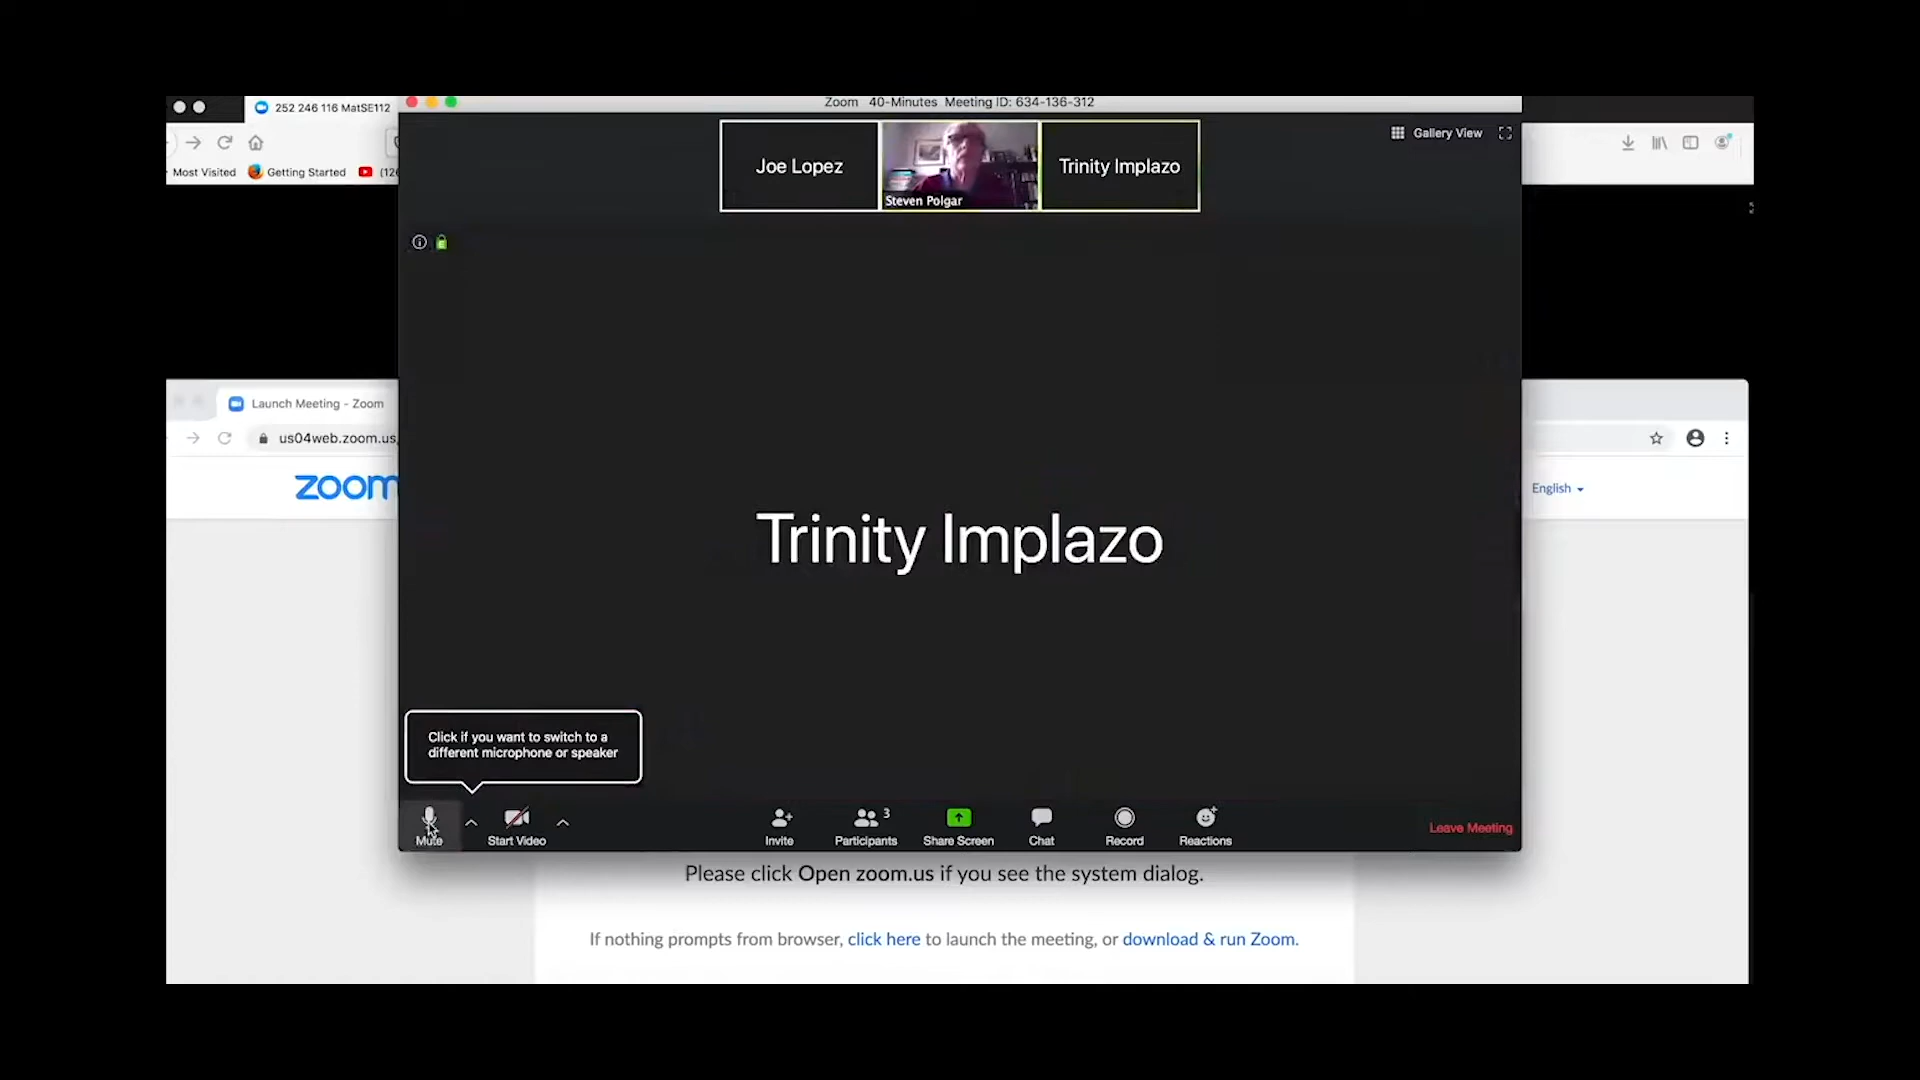 252 246 116 MatSE112
Zoom 40-Minutes Meeting ID: 634-136-312
Most Visited
Getting Started
(126
Joe Lopez
Steven Polgar
Trinity Implazo
Gallery View
Launch Meeting - Zoom
us04web.zoom.us
zoom
English
Trinity Implazo
Click if you want to switch to a
different microphone or speaker
Mute
Start Video
Invite
Participants
3
Share Screen
Chat
Record
Reactions
Leave Meeting
Please click Open zoom.us if you see the system dialog.
If nothing prompts from browser, click here to launch the meeting, or download & run Zoom.